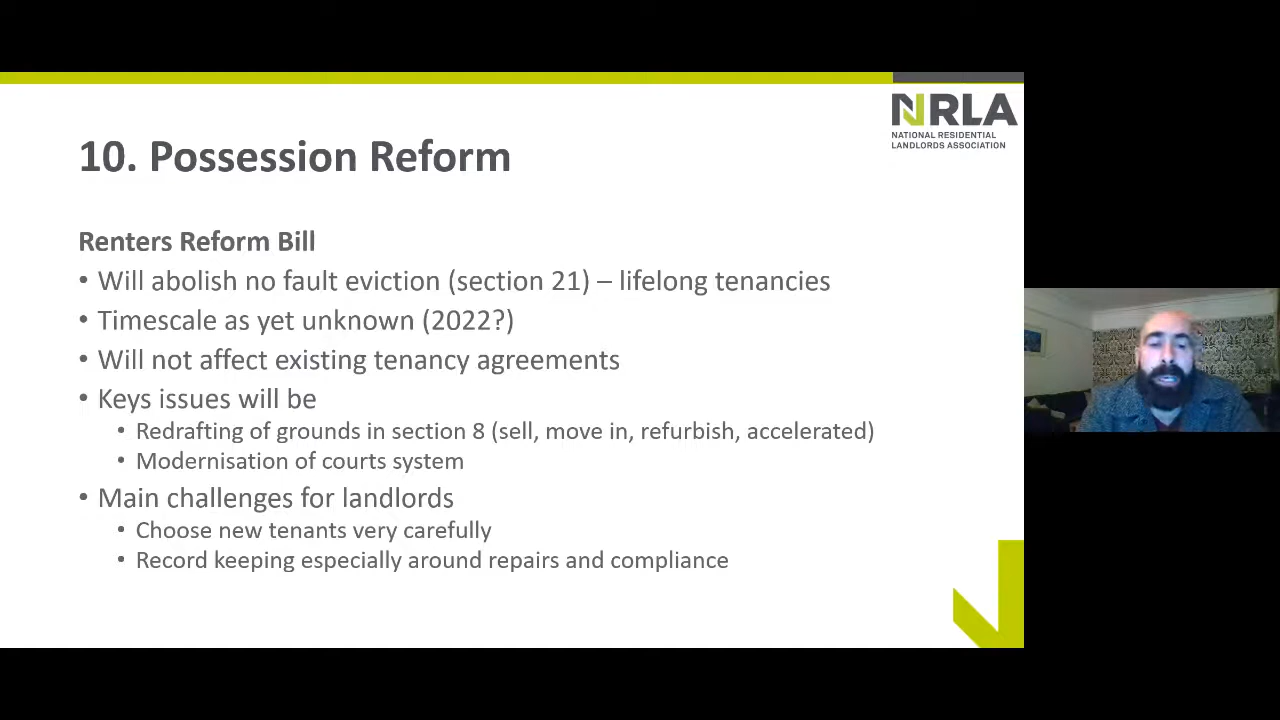 NRLA
NATIONAL RESIDENTIAL
LANDLORDS ASSOCIATION
10. Possession Reform
Renters Reform Bill
• Will abolish no fault eviction (section 21) – lifelong tenancies
• Timescale as yet unknown (2022?)
• Will not affect existing tenancy agreements
• Keys issues will be
• Redrafting of grounds in section 8 (sell, move in, refurbish, accelerated)
• Modernisation of courts system
• Main challenges for landlords
• Choose new tenants very carefully
• Record keeping especially around repairs and compliance